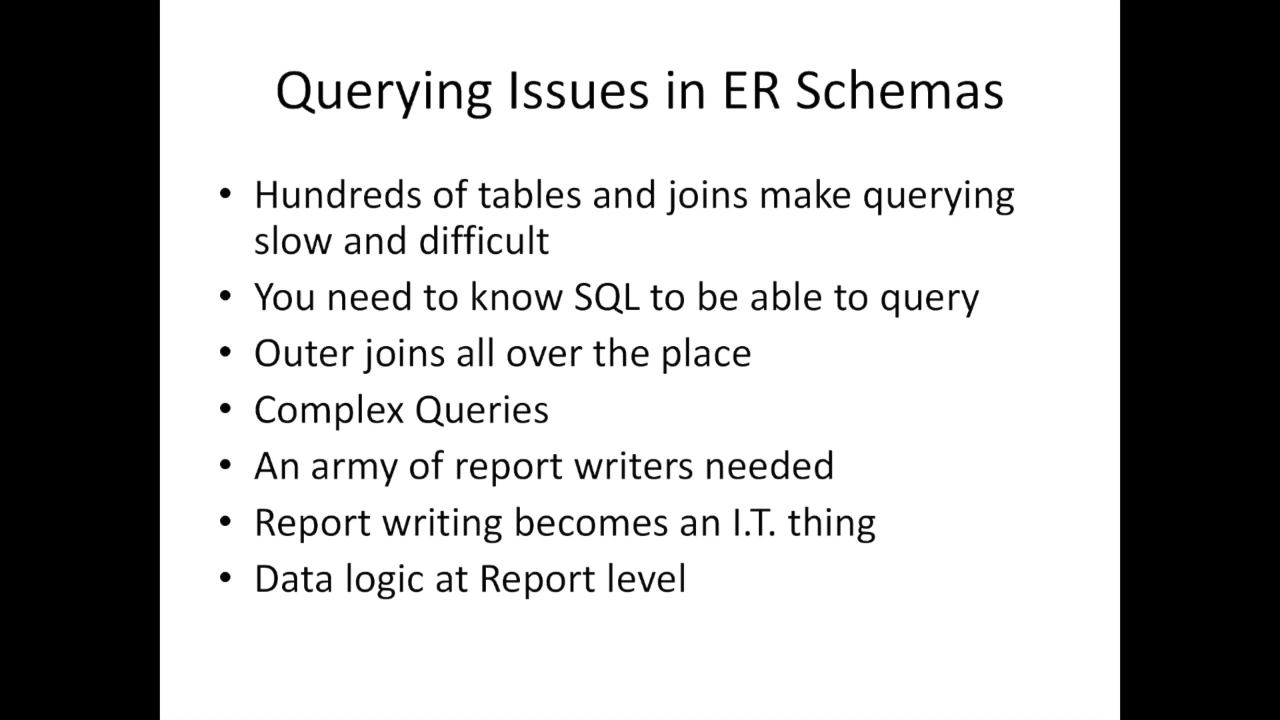 Querying Issues in ER Schemas
• Hundreds of tables and joins make querying
slow and difficult
• You need to know SQL to be able to query
• Outer joins all over the place
• Complex Queries
• An army of report writers needed
• Report writing becomes an I.T. thing
• Data logic at Report level